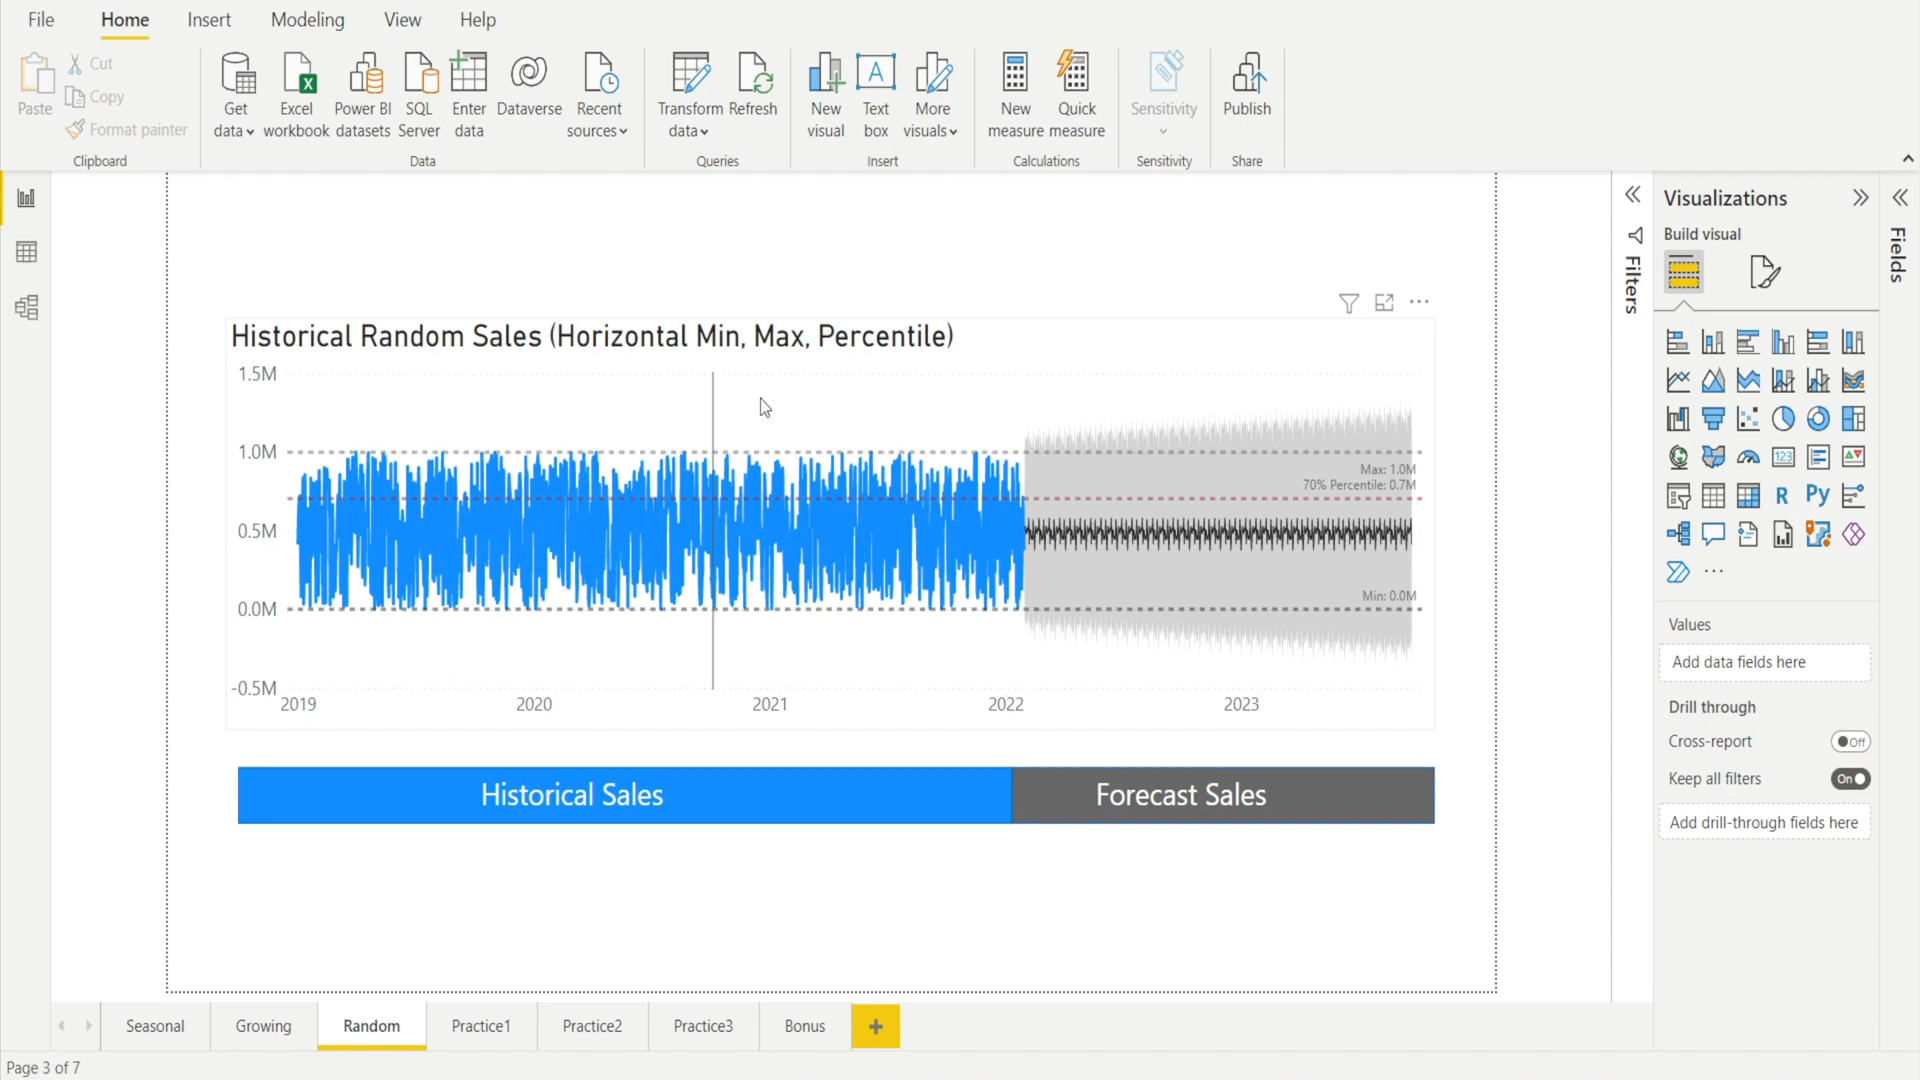 File Home Insert Modeling View Help
Paste
Cut
Copy
Format painter
Clipboard
Get data
Excel workbook
Power BI datasets
SQL Server
Enter data
Dataverse
Recent sources
Data
Transform data
Refresh
Queries
New visual
A
Text box
More visuals
Insert
New measure
Quick measure
Calculations
Sensitivity
Sensitivity
Publish
Share
Historical Random Sales (Horizontal Min, Max, Percentile)
1.5M
1.0M
0.5M
0.0M
-0.5M
Max: 1.0M
70% Percentile: 0.7M
Min: 0.0M
2019 2020 2021 2022 2023
Historical Sales Forecast Sales
Filters
Visualizations
Build visual
123
R Py
Values
Add data fields here
Drill through
Cross-report Off
Keep all filters On
Add drill-through fields here
Fields
Seasonal Growing Random Practice1 Practice2 Practice3 Bonus +
Page 3 of 7